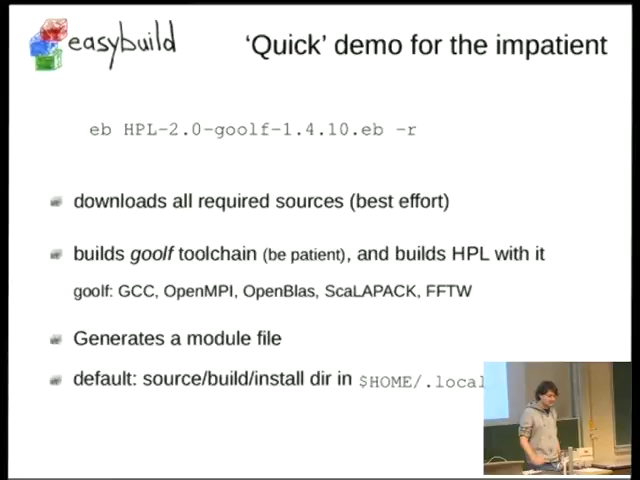 easybuild
‘Quick’ demo for the impatient
eb HPL-2.0-goolf-1.4.10.eb -r
downloads all required sources (best effort)
builds goolf toolchain (be patient), and builds HPL with it
goolf: GCC, OpenMPI, OpenBlas, ScaLAPACK, FFTW
Generates a module file
default: source/build/install dir in $HOME/.local